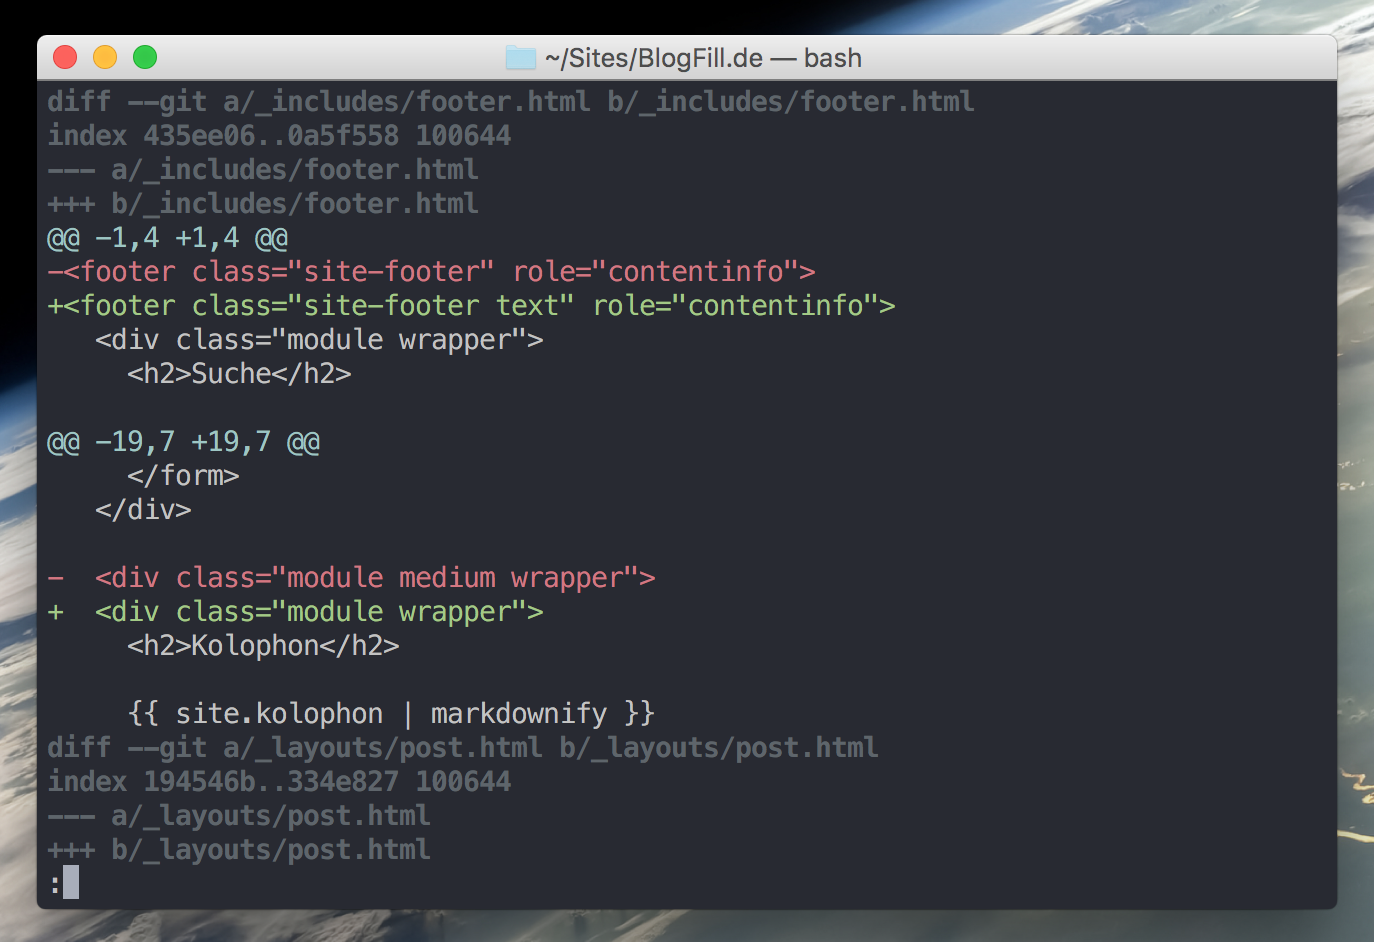 ~/Sites/BlogFill.de — bash
diff --git a/_includes/footer.html b/_includes/footer.html
index 435ee06..0a5f558 100644
--- a/_includes/footer.html
+++ b/_includes/footer.html
@@ -1,4 +1,4 @@
-<footer class="site-footer" role="contentinfo">
+<footer class="site-footer text" role="contentinfo">
   <div class="module wrapper">
     <h2>Suche</h2>
@@ -19,7 +19,7 @@
     </form>
   </div>
-  <div class="module medium wrapper">
+  <div class="module wrapper">
     <h2>Kolophon</h2>
     {{ site.kolophon | markdownify }}
diff --git a/_layouts/post.html b/_layouts/post.html
index 194546b..334e827 100644
--- a/_layouts/post.html
+++ b/_layouts/post.html
: